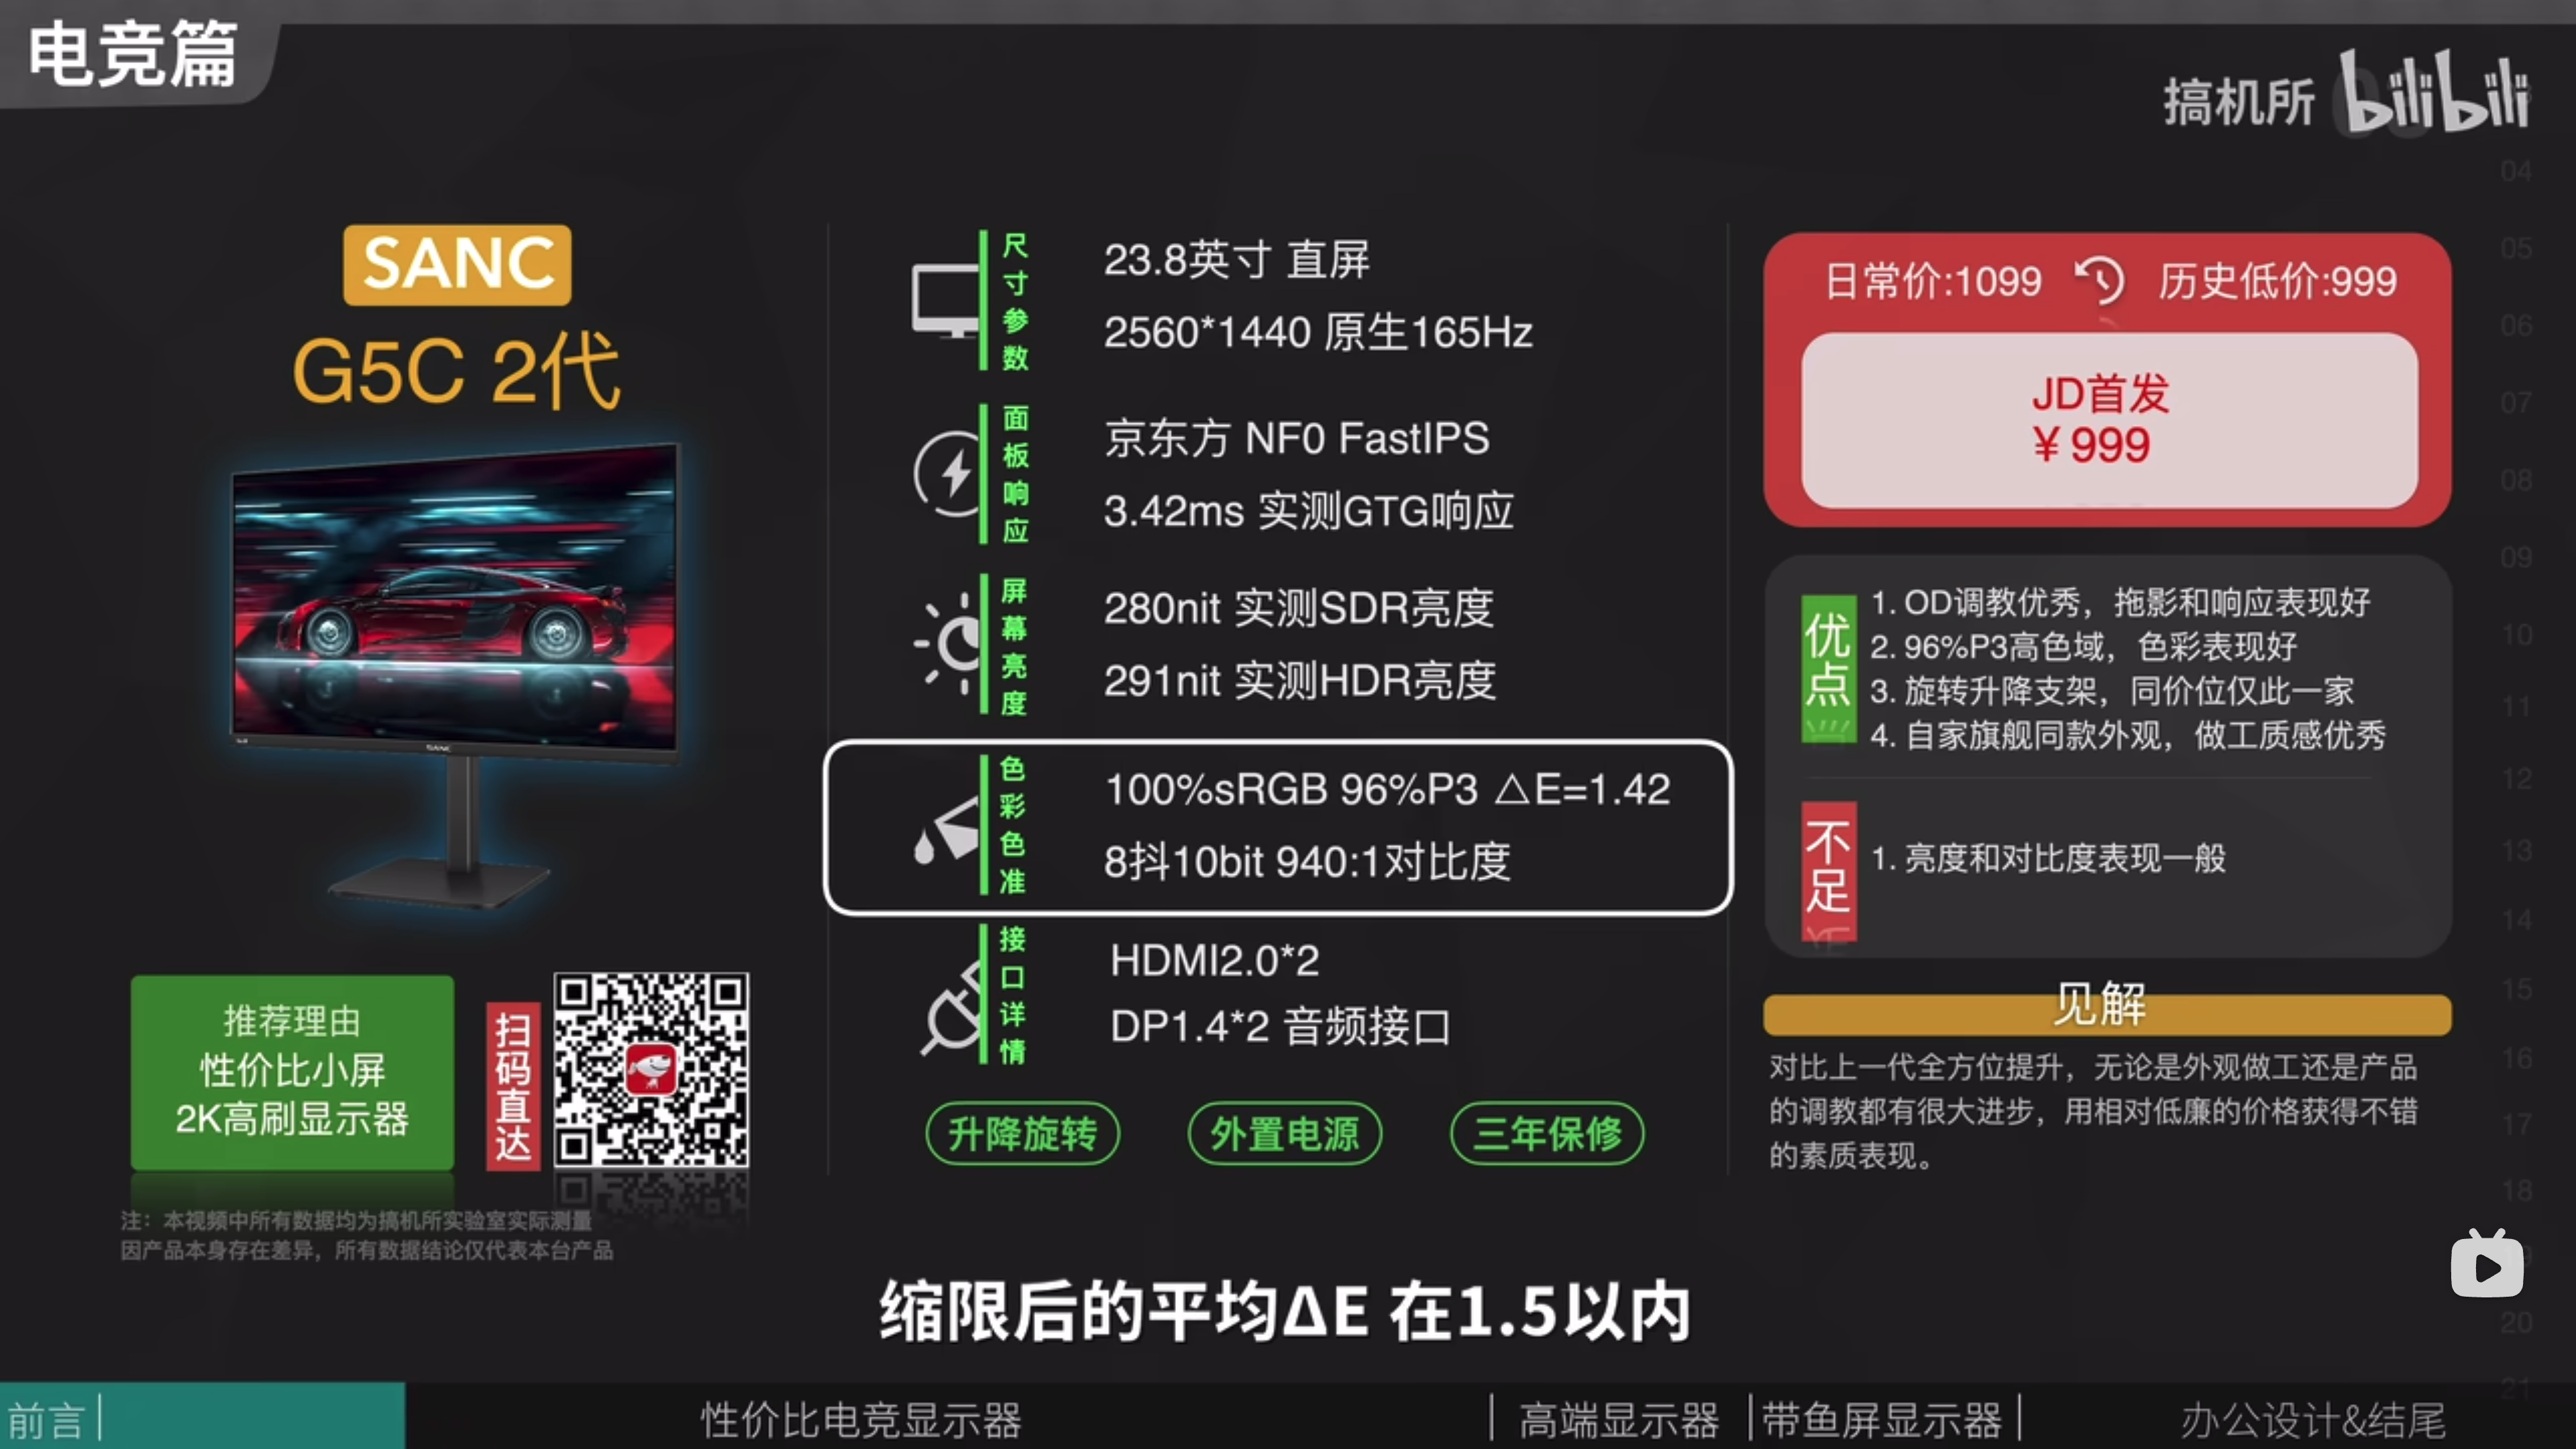 电竞篇
搞机所 bilibili
SANC
G5C 2代
SANC
推荐理由
性价比小屏
2K高刷显示器
扫码直达
注：本视频中所有数据均为搞机所实验室实际测量
因产品本身存在差异，所有数据结论仅代表本台产品
尺寸参数
23.8英寸 直屏
2560*1440 原生165Hz
面板响应
京东方 NF0 FastIPS
3.42ms 实测GTG响应
屏幕亮度
280nit 实测SDR亮度
291nit 实测HDR亮度
色彩色准
100%sRGB 96%P3 △E=1.42
8抖10bit 940:1对比度
接口详情
HDMI2.0*2
DP1.4*2 音频接口
升降旋转
外置电源
三年保修
日常价:1099 历史低价:999
JD首发
¥ 999
优点
1. OD调教优秀，拖影和响应表现好
2. 96%P3高色域，色彩表现好
3. 旋转升降支架，同价位仅此一家
4. 自家旗舰同款外观，做工质感优秀
不足
1. 亮度和对比度表现一般
见解
对比上一代全方位提升，无论是外观做工还是产品
的调教都有很大进步，用相对低廉的价格获得不错
的素质表现。
04
05
06
07
08
09
10
11
12
13
14
15
16
17
18
20
21
缩限后的平均ΔE 在1.5以内
前言
性价比电竞显示器
高端显示器
带鱼屏显示器
办公设计&结尾